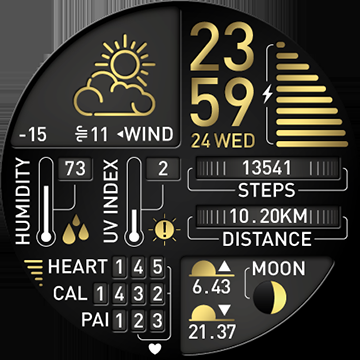 23
59
24 WED
-15
11 ◄WIND
HUMIDITY
73
UV INDEX
2
13541
STEPS
10.20KM
DISTANCE
HEART 145
CAL 1432
PAI 123
6.43
21.37
MOON